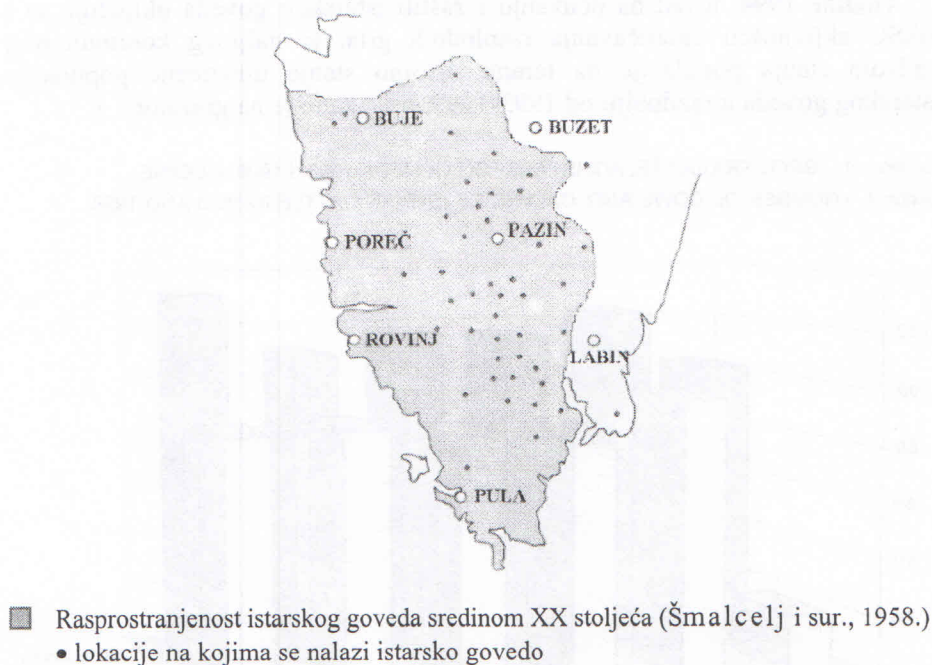 BUJE
BUZET
POREČ
PAZIN
ROVINJ
LABIN
PULA
Rasprostranjenost istarskog goveda sredinom XX stoljeća (Šmalcelj i sur., 1958.)
• lokacije na kojima se nalazi istarsko govedo